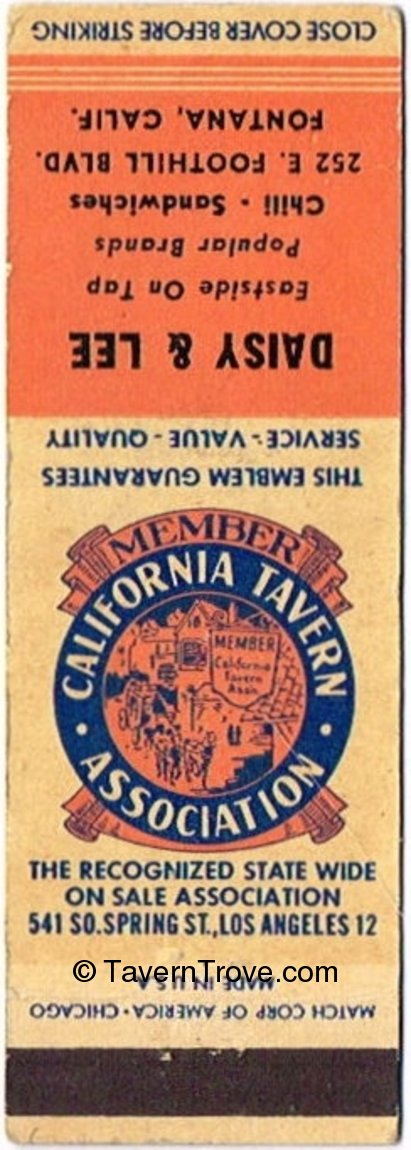 CLOSE COVER BEFORE STRIKING
DAISY & LEE
Eastside On Tap
Popular Brands
Chili - Sandwiches
252 E. FOOTHILL BLVD.
FONTANA, CALIF.
THIS EMBLEM GUARANTEES
SERVICE - VALUE - QUALITY
MEMBER
CALIFORNIA TAVERN
MEMBER
California
Tavern
Assn.
• ASSOCIATION •
THE RECOGNIZED STATE WIDE
ON SALE ASSOCIATION
541 SO. SPRING ST., LOS ANGELES 12
© TavernTrove.com
MADE IN U.S.A.
MATCH CORP OF AMERICA • CHICAGO